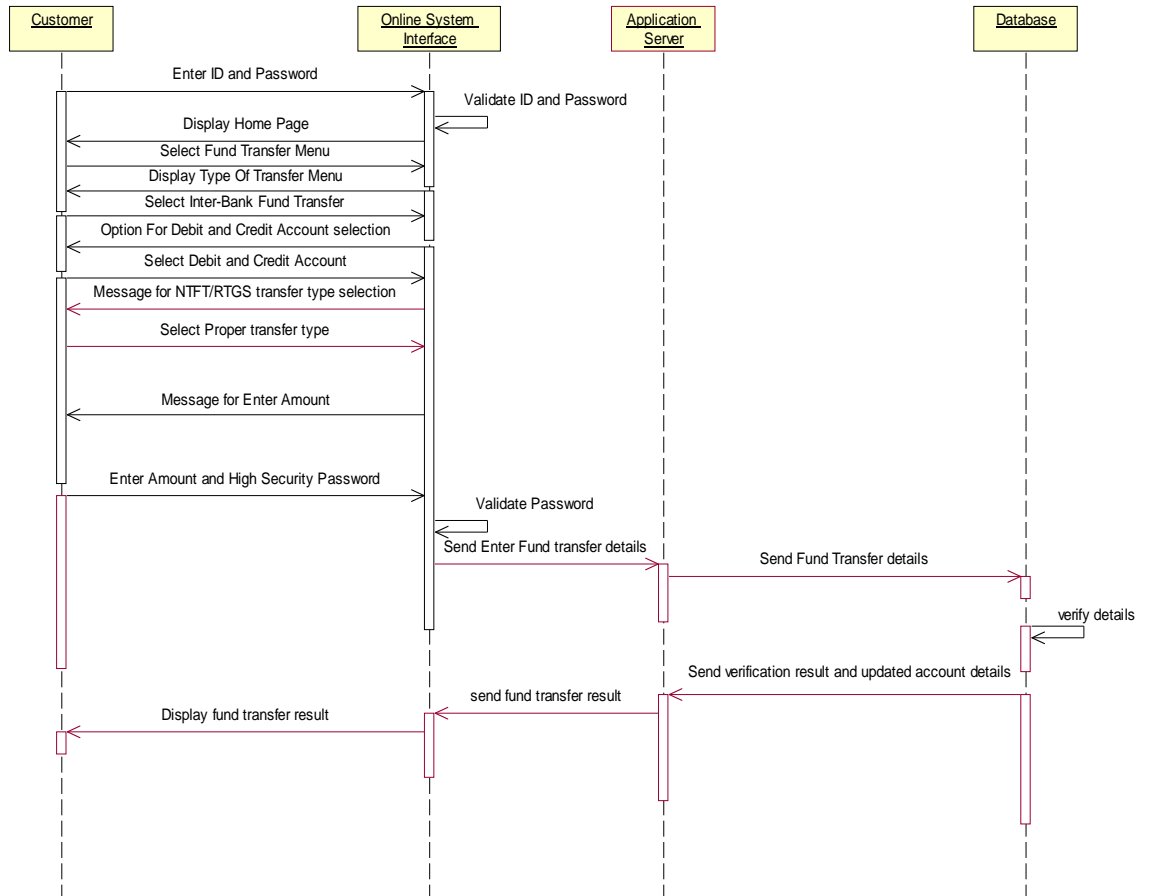 Customer
Online System
Interface
Application
Server
Database
Enter ID and Password
Validate ID and Password
Display Home Page
Select Fund Transfer Menu
Display Type Of Transfer Menu
Select Inter-Bank Fund Transfer
Option For Debit and Credit Account selection
Select Debit and Credit Account
Message for NTFT/RTGS transfer type selection
Select Proper transfer type
Message for Enter Amount
Enter Amount and High Security Password
Validate Password
Send Enter Fund transfer details
Send Fund Transfer details
verify details
Send verification result and updated account details
send fund transfer result
Display fund transfer result